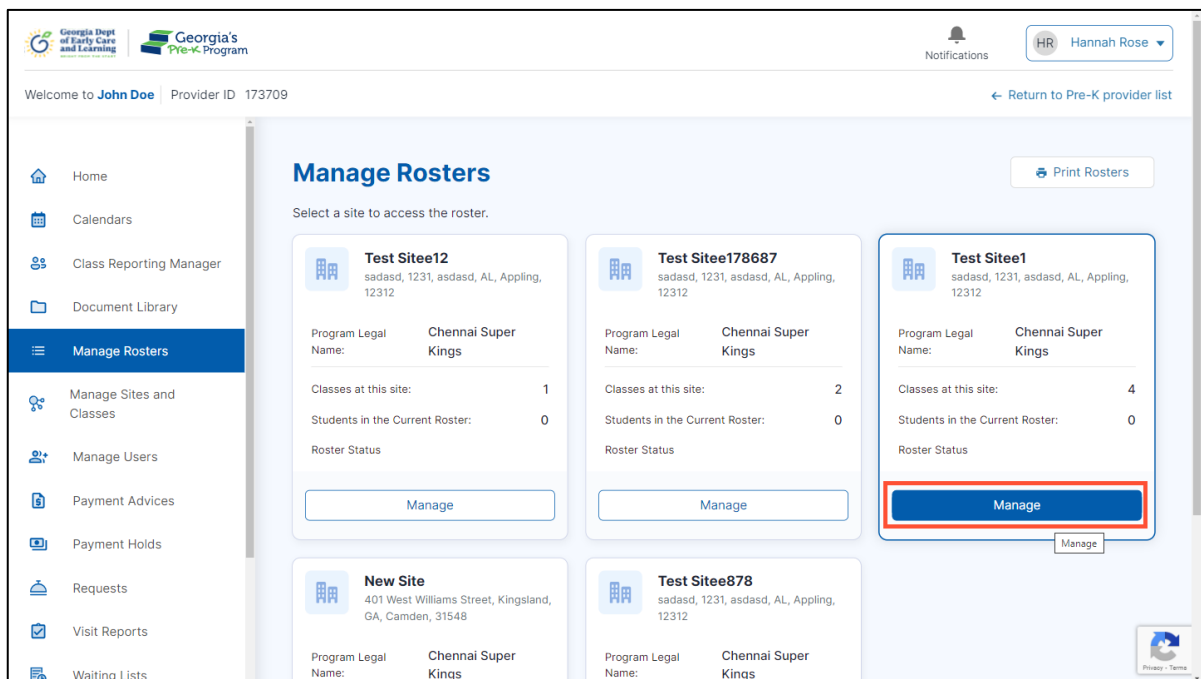 Georgia Dept
of Early Care
and Learning
Georgia's
Pre-K Program
Notifications
HR Hannah Rose
Welcome to John Doe Provider ID 173709
← Return to Pre-K provider list
Home
Calendars
Class Reporting Manager
Document Library
Manage Rosters
Manage Sites and
Classes
Manage Users
Payment Advices
Payment Holds
Requests
Visit Reports
Waiting Lists
Manage Rosters
Print Rosters
Select a site to access the roster.
Test Sitee12
sadasd, 1231, asdasd, AL, Appling,
12312
Program Legal
Name:
Chennai Super
Kings
Classes at this site: 1
Students in the Current Roster: 0
Roster Status
Manage
Test Sitee178687
sadasd, 1231, asdasd, AL, Appling,
12312
Program Legal
Name:
Chennai Super
Kings
Classes at this site: 2
Students in the Current Roster: 0
Roster Status
Manage
Test Sitee1
sadasd, 1231, asdasd, AL, Appling,
12312
Program Legal
Name:
Chennai Super
Kings
Classes at this site: 4
Students in the Current Roster: 0
Roster Status
Manage
Manage
New Site
401 West Williams Street, Kingsland,
GA, Camden, 31548
Program Legal
Name:
Chennai Super
Kings
Test Sitee878
sadasd, 1231, asdasd, AL, Appling,
12312
Program Legal
Name:
Chennai Super
Kings
Privacy - Terms